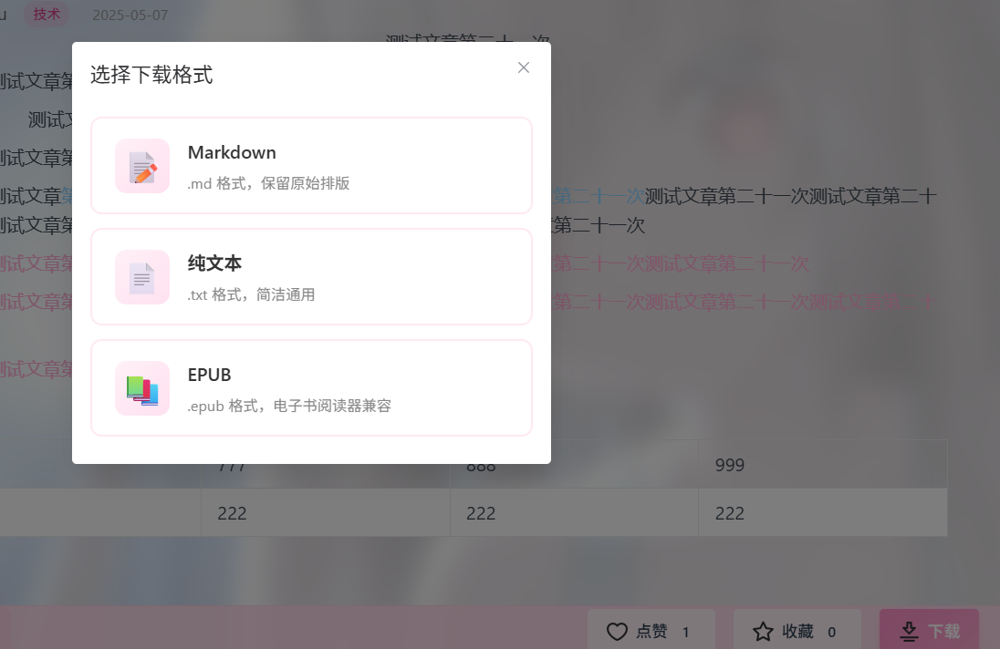 u 技术 2025-05-07
测试文章第二十一次
选择下载格式
测试文章第
测试文
Markdown
测试文章第
.md 格式，保留原始排版
测试文章第
第二十一次测试文章第二十一次测试文章第二十
测试文章第
第二十一次
纯文本
测试文章第
第二十一次测试文章第二十一次
.txt 格式，简洁通用
测试文章第
第二十一次测试文章第二十一次测试文章第二十
测试文章第
EPUB
.epub 格式，电子书阅读器兼容
777 888 999
222 222 222
点赞 1 收藏 0 下载